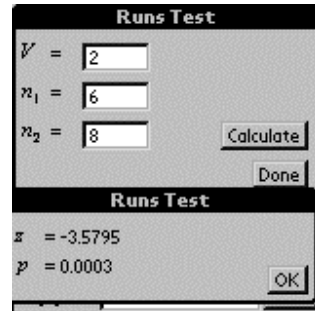 Runs Test
V = 2
n₁ = 6
n₂ = 8
Calculate
Done
Runs Test
z = -3.5795
p = 0.0003
OK